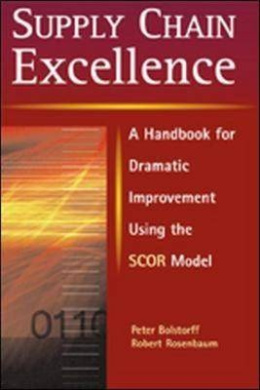 SUPPLY CHAIN
Excellence
A Handbook for
Dramatic
Improvement
Using the
SCOR Model
0110
Peter Bolstorff
Robert Rosenbaum